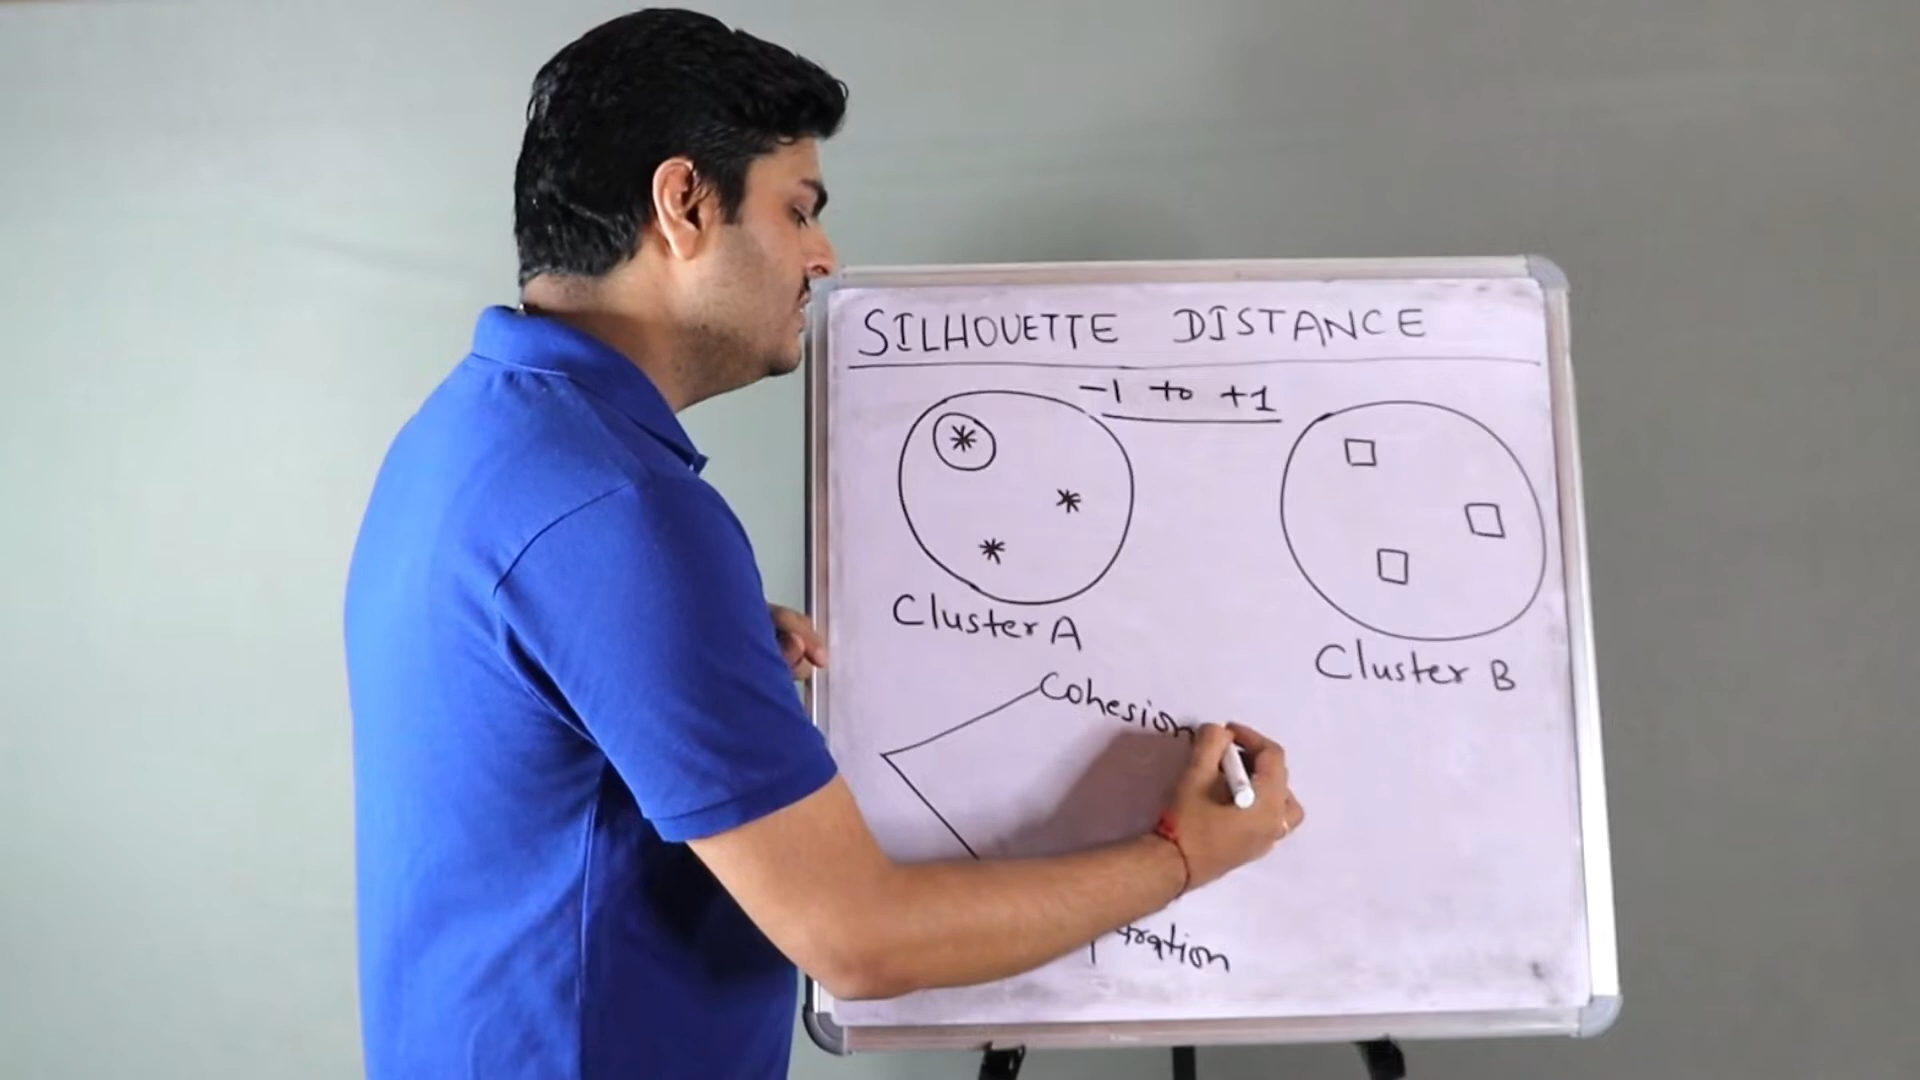 SILHOUETTE DISTANCE
-1 to +1
Cluster A
Cluster B
Cohesion